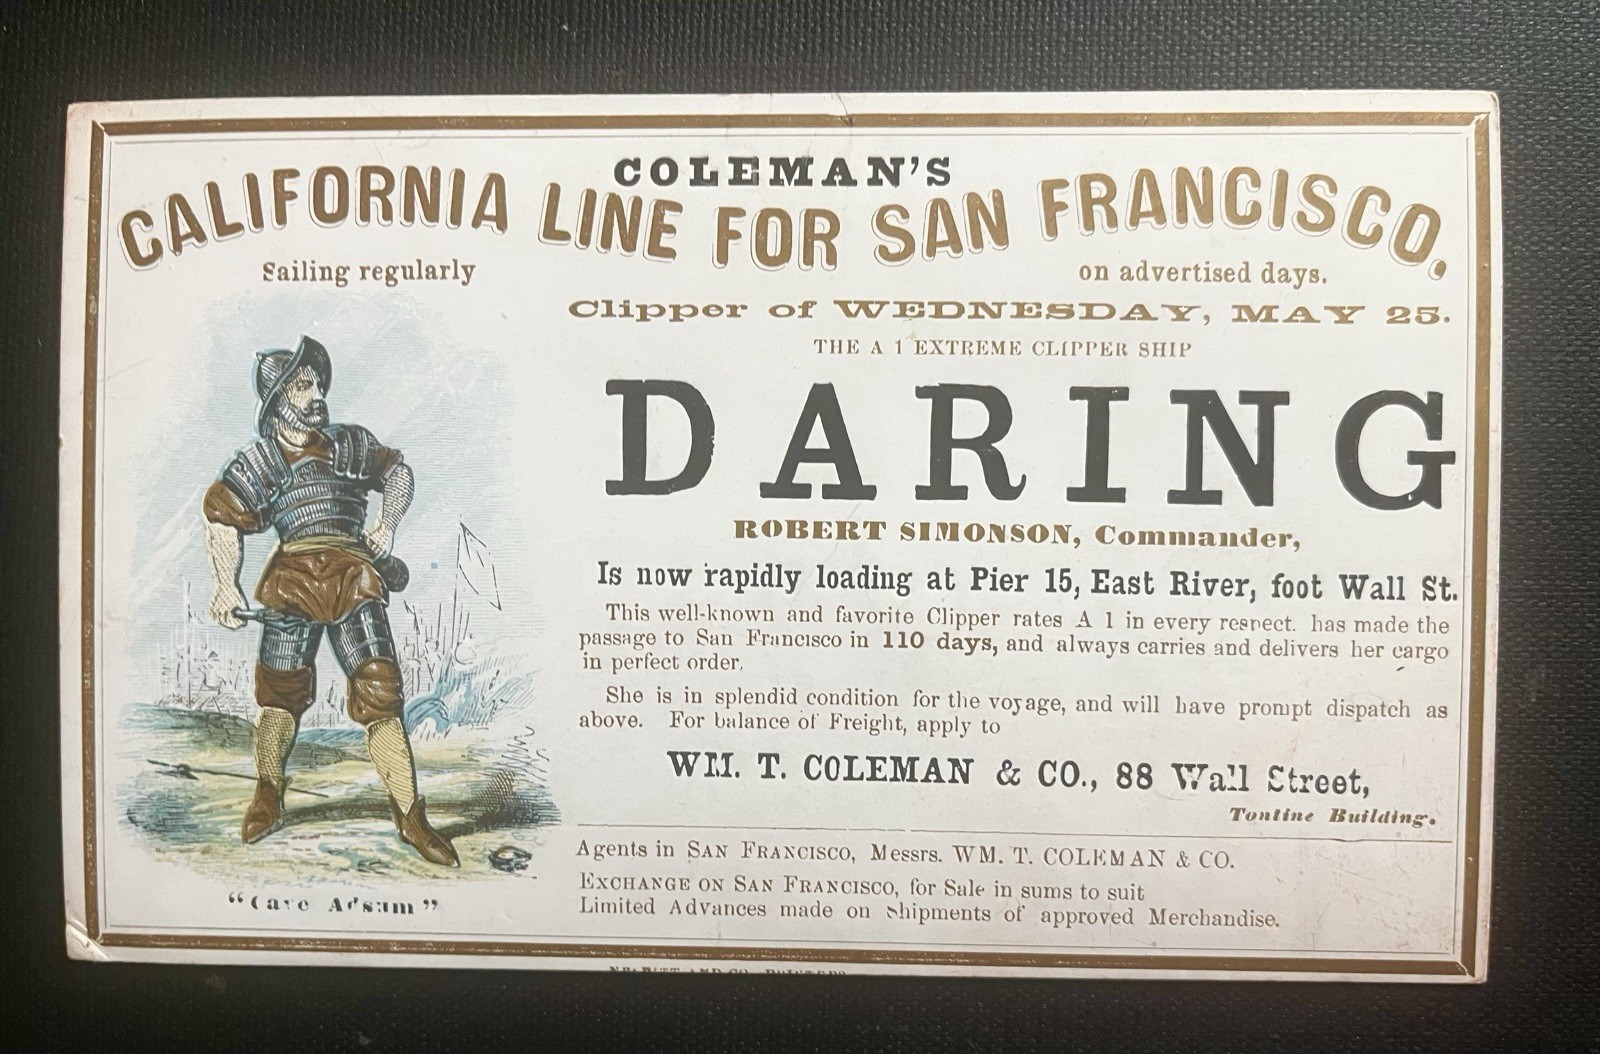 COLEMAN'S
CALIFORNIA LINE FOR SAN FRANCISCO.
Sailing regularly on advertised days.
Clipper of WEDNESDAY, MAY 25.
THE A 1 EXTREME CLIPPER SHIP
DARING
ROBERT SIMONSON, Commander,
Is now rapidly loading at Pier 15, East River, foot Wall St.
This well-known and favorite Clipper rates A 1 in every respect. has made the
passage to San Francisco in 110 days, and always carries and delivers her cargo
in perfect order.
She is in splendid condition for the voyage, and will have prompt dispatch as
above. For balance of Freight, apply to
WM. T. COLEMAN & CO., 88 Wall Street,
Tontine Building.
Agents in SAN FRANCISCO, Messrs. WM. T. COLEMAN & CO.
EXCHANGE ON SAN FRANCISCO, for Sale in sums to suit
Limited Advances made on shipments of approved Merchandise.
"Cave Adsum"